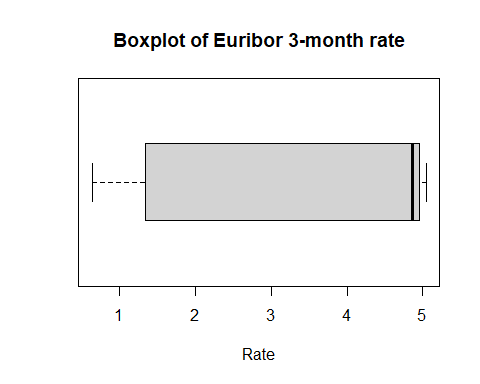 Boxplot of Euribor 3-month rate
1 2 3 4 5
Rate